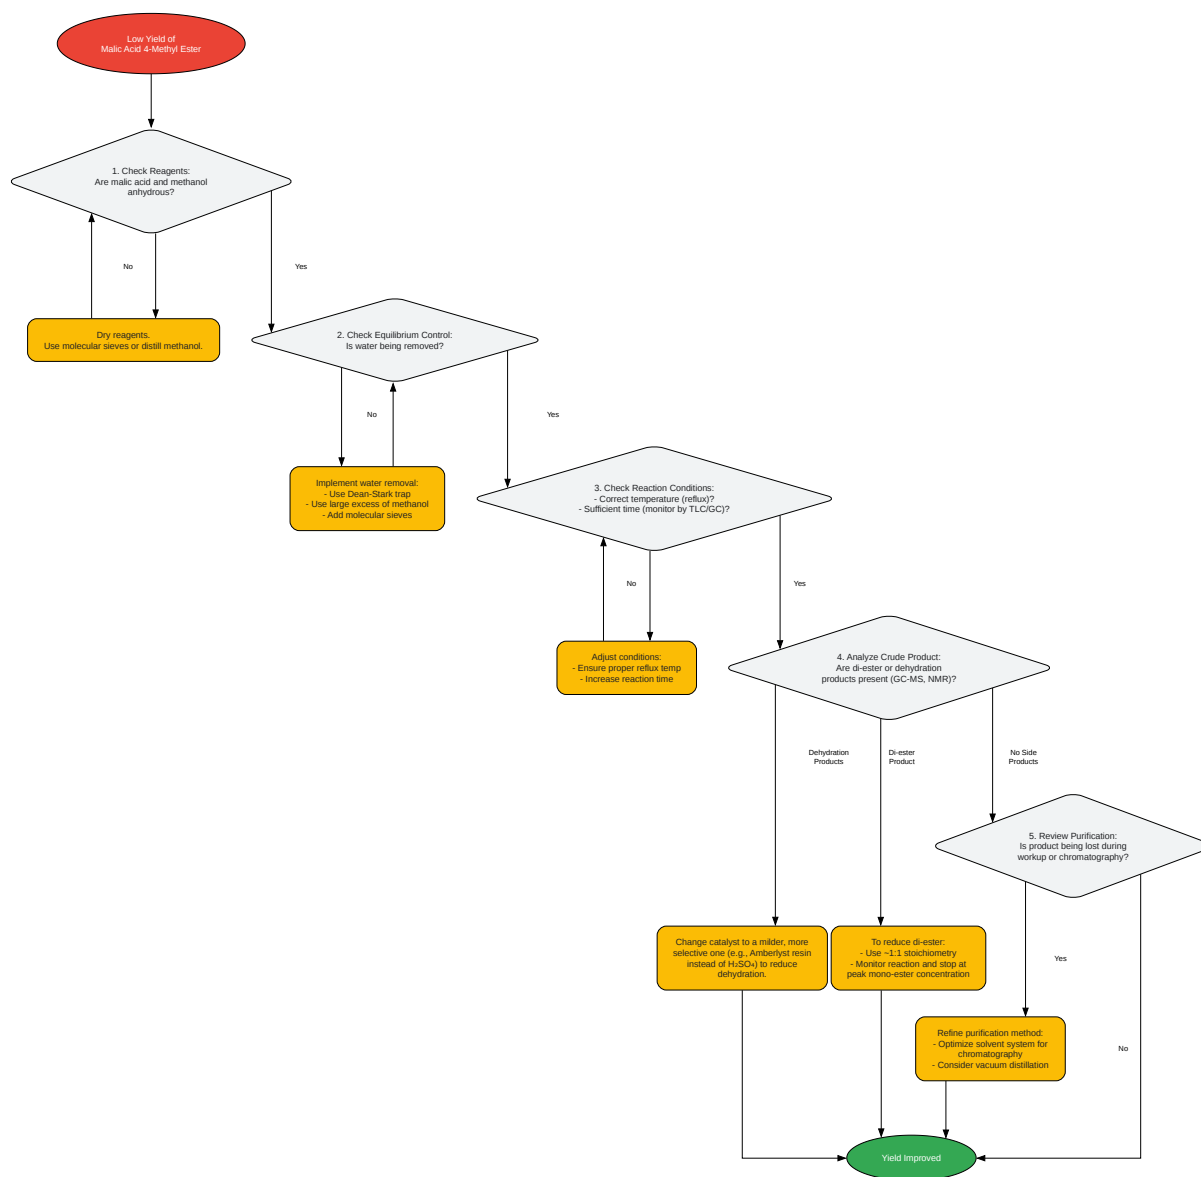 Low Yield of
Malic Acid 4-Methyl Ester
1. Check Reagents:
Are malic acid and methanol
anhydrous?
No
Yes
Dry reagents.
Use molecular sieves or distill methanol.
2. Check Equilibrium Control:
Is water being removed?
No
Yes
Implement water removal:
- Use Dean-Stark trap
- Use large excess of methanol
- Add molecular sieves
3. Check Reaction Conditions:
- Correct temperature (reflux)?
- Sufficient time (monitor by TLC/GC)?
No
Yes
Adjust conditions:
- Ensure proper reflux temp
- Increase reaction time
4. Analyze Crude Product:
Are di-ester or dehydration
products present (GC-MS, NMR)?
Dehydration
Products
Di-ester
Product
No Side
Products
5. Review Purification:
Is product being lost during
workup or chromatography?
Change catalyst to a milder, more
selective one (e.g., Amberlyst resin
instead of H₂SO₄) to reduce
dehydration.
To reduce di-ester:
- Use ~1:1 stoichiometry
- Monitor reaction and stop at
peak mono-ester concentration
Yes
Refine purification method:
- Optimize solvent system for
chromatography
- Consider vacuum distillation
No
Yield Improved